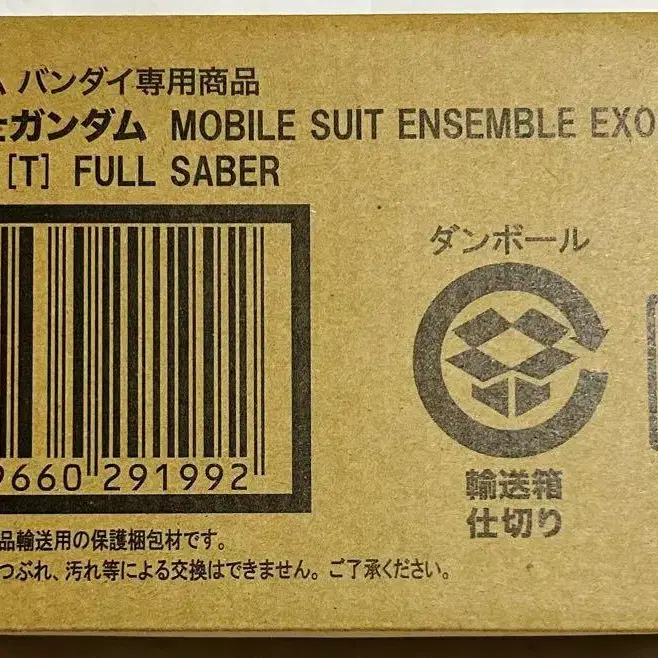 バンダイ専用商品
ガンダム MOBILE SUIT ENSEMBLE EXO
[T] FULL SABER
ダンボール
9660 291992
輸送箱
仕切り
品輸送用の保護梱包材です。
つぶれ、汚れ等による交換はできません。ご了承ください。